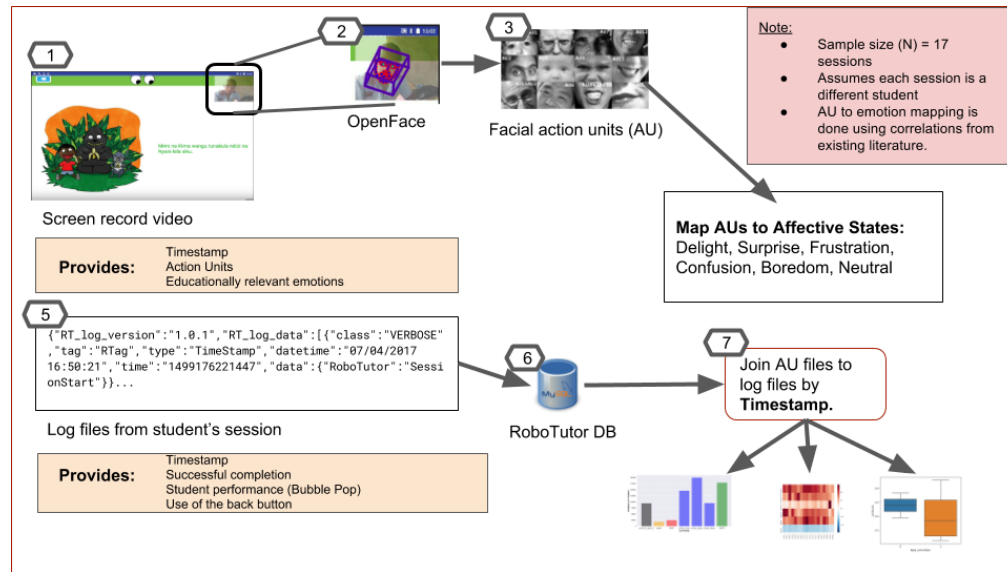 1
2
3
Note:
Sample size (N) = 17
sessions
Assumes each session is a
different student
AU to emotion mapping is
done using correlations from
existing literature.
OpenFace
Facial action units (AU)
Screen record video
Map AUs to Affective States:
Delight, Surprise, Frustration,
Confusion, Boredom, Neutral
Provides:
Timestamp
Action Units
Educationally relevant emotions
5
{"RT_log_version":"1.0.1","RT_log_data":[{"class":"VERBOSE"
,"tag":"RTag","type":"TimeStamp","datetime":"07/04/2017
16:50:21","time":"1499176221447","data":{"RoboTutor":"Sessi
onStart"}}...
6
7
Join AU files to
log files by
Timestamp.
RoboTutor DB
Log files from student's session
Provides:
Timestamp
Successful completion
Student performance (Bubble Pop)
Use of the back button